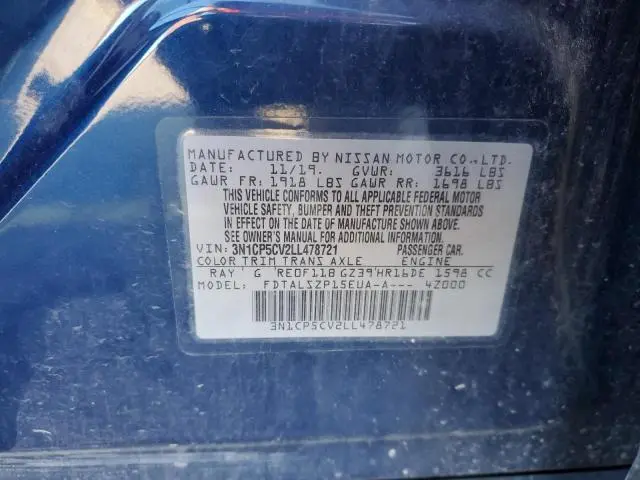 MANUFACTURED BY NISSAN MOTOR CO.,LTD.
DATE: 11/19. GVWR: 3616 LBS
GAWR FR: 1918 LBS GAWR RR: 1698 LBS
THIS VEHICLE CONFORMS TO ALL APPLICABLE FEDERAL MOTOR
VEHICLE SAFETY, BUMPER AND THEFT PREVENTION STANDARDS
IN EFFECT ON THE DATE OF MANUFACTURE SHOWN ABOVE.
SEE OWNER'S MANUAL FOR ADDITIONAL INFORMATION.
VIN: 3N1CP5CV2LL478721 PASSENGER CAR.
COLOR TRIM TRANS AXLE ENGINE
RAY ' G 'RE0F11B GZ39'HR16DE 1598 CC
MODEL: FDTALSZP15EUA-A--- 4Z000
3N1CP5CV2LL478721